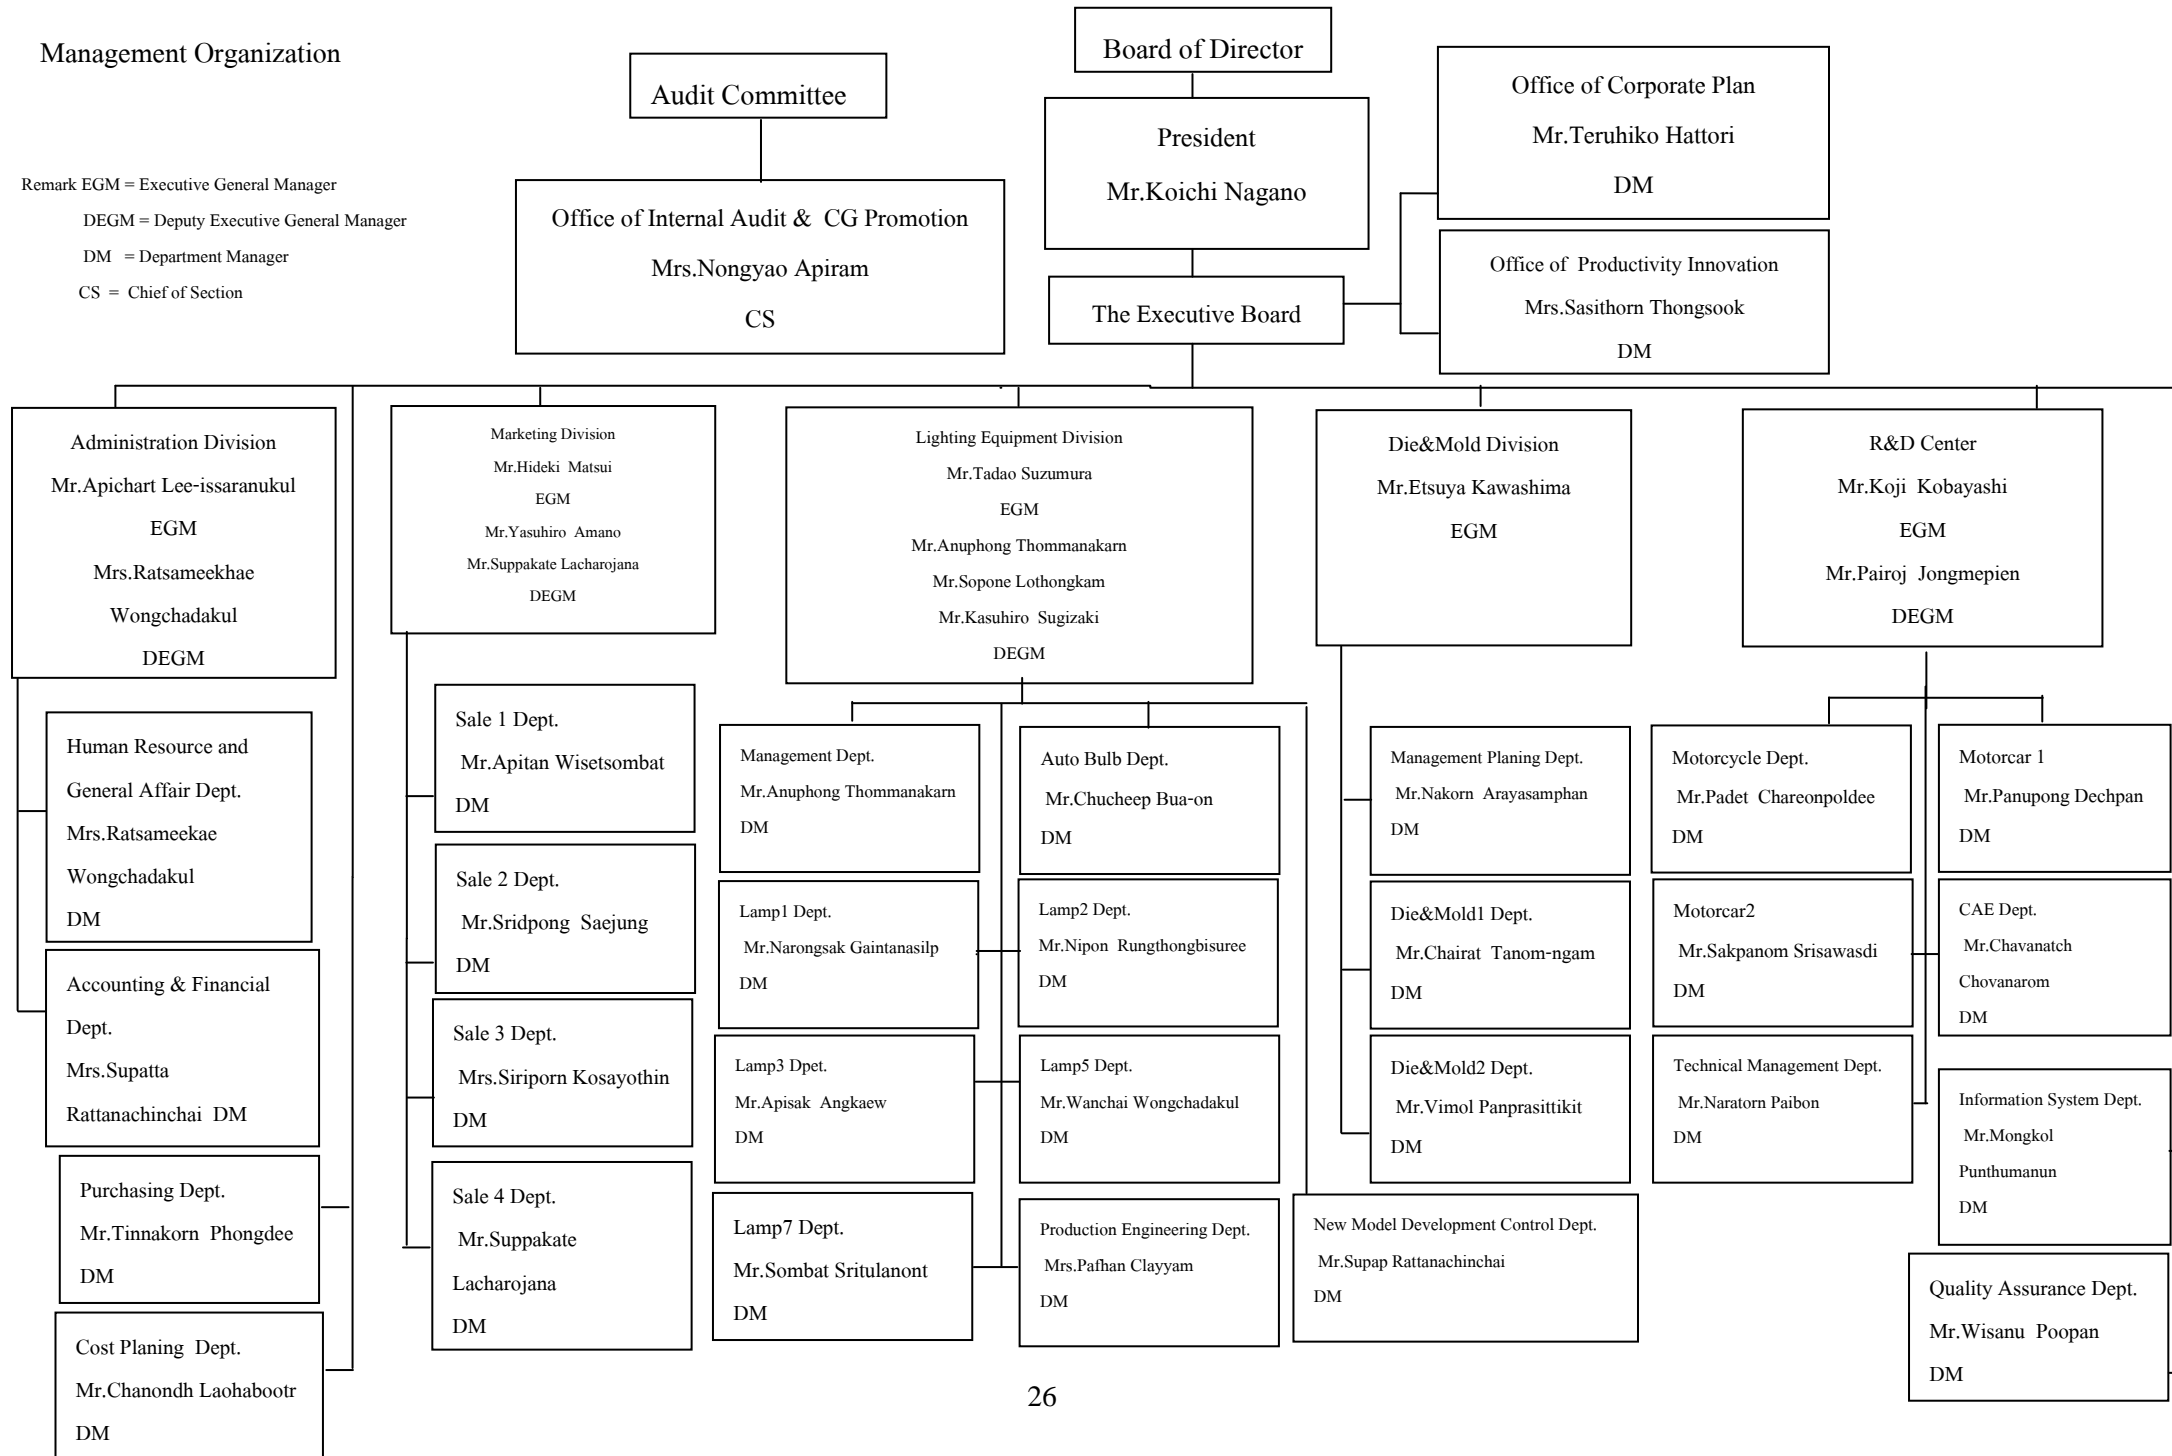 Management Organization
Remark EGM = Executive General Manager
DEGM = Deputy Executive General Manager
DM = Department Manager
CS = Chief of Section
Board of Director
Audit Committee
President
Mr.Koichi Nagano
Office of Corporate Plan
Mr.Teruhiko Hattori
DM
Office of Internal Audit & CG Promotion
Mrs.Nongyao Apiram
CS
The Executive Board
Office of Productivity Innovation
Mrs.Sasithorn Thongsook
DM
Administration Division
Mr.Apichart Lee-issaranukul
EGM
Mrs.Ratsameekhae
Wongchadakul
DEGM
Marketing Division
Mr.Hideki Matsui
EGM
Mr.Yasuhiro Amano
Mr.Suppakate Lacharojana
DEGM
Lighting Equipment Division
Mr.Tadao Suzumura
EGM
Mr.Anuphong Thommanakarn
Mr.Sopone Lothongkam
Mr.Kasuhiro Sugizaki
DEGM
Die&Mold Division
Mr.Etsuya Kawashima
EGM
R&D Center
Mr.Koji Kobayashi
EGM
Mr.Pairoj Jongmepien
DEGM
Human Resource and
General Affair Dept.
Mrs.Ratsameekae
Wongchadakul
DM
Accounting & Financial
Dept.
Mrs.Supatta
Rattanachinchai DM
Purchasing Dept.
Mr.Tinnakorn Phongdee
DM
Cost Planing Dept.
Mr.Chanondh Laohabootr
DM
Sale 1 Dept.
Mr.Apitan Wisetsombat
DM
Sale 2 Dept.
Mr.Sridpong Saejung
DM
Sale 3 Dept.
Mrs.Siriporn Kosayothin
DM
Sale 4 Dept.
Mr.Suppakate
Lacharojana
DM
Management Dept.
Mr.Anuphong Thommanakarn
DM
Auto Bulb Dept.
Mr.Chucheep Bua-on
DM
Lamp1 Dept.
Mr.Narongsak Gaintanasilp
DM
Lamp2 Dept.
Mr.Nipon Rungthongbisuree
DM
Lamp3 Dpet.
Mr.Apisak Angkaew
DM
Lamp5 Dept.
Mr.Wanchai Wongchadakul
DM
Lamp7 Dept.
Mr.Sombat Sritulanont
DM
Production Engineering Dept.
Mrs.Pafhan Clayyam
DM
New Model Development Control Dept.
Mr.Supap Rattanachinchai
DM
Management Planing Dept.
Mr.Nakorn Arayasamphan
DM
Die&Mold1 Dept.
Mr.Chairat Tanom-ngam
DM
Die&Mold2 Dept.
Mr.Vimol Panprasittikit
DM
Motorcycle Dept.
Mr.Padet Chareonpoldee
DM
Motorcar 1
Mr.Panupong Dechpan
DM
Motorcar2
Mr.Sakpanom Srisawasdi
DM
CAE Dept.
Mr.Chavanatch
Chovanarom
DM
Technical Management Dept.
Mr.Naratorn Paibon
DM
Information System Dept.
Mr.Mongkol
Punthumanun
DM
Quality Assurance Dept.
Mr.Wisanu Poopan
DM
26